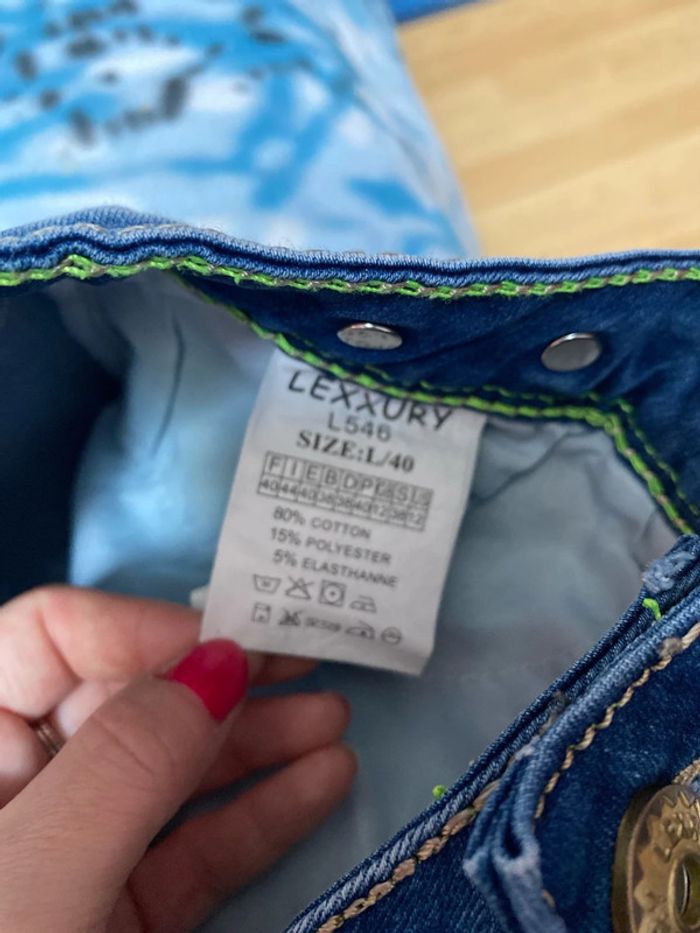 LEXXURY
L546
SIZE:L/40
F I E B D P
80% COTTON
15% POLYESTER
5% ELASTHANNE